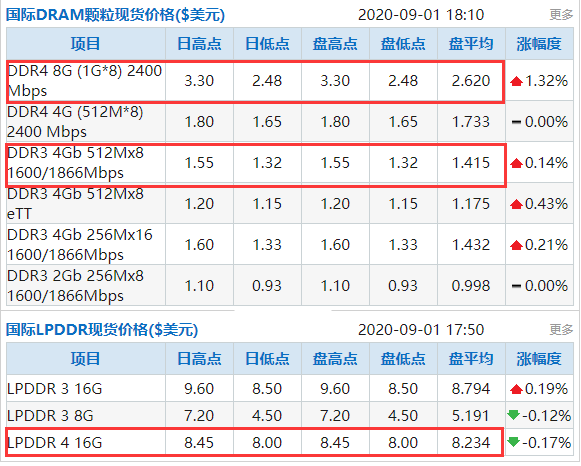 国际DRAM颗粒现货价格($美元) 2020-09-01 18:10 更多
项目 日高点 日低点 盘高点 盘低点 盘平均 涨幅度
DDR4 8G (1G*8) 2400
Mbps 3.30 2.48 3.30 2.48 2.620 1.32%
DDR4 4G (512M*8)
2400 Mbps 1.80 1.65 1.80 1.65 1.733 0.00%
DDR3 4Gb 512Mx8
1600/1866Mbps 1.55 1.32 1.55 1.32 1.415 0.14%
DDR3 4Gb 512Mx8
eTT 1.20 1.15 1.20 1.15 1.175 0.43%
DDR3 4Gb 256Mx16
1600/1866Mbps 1.60 1.33 1.60 1.33 1.432 0.21%
DDR3 2Gb 256Mx8
1600/1866Mbps 1.10 0.93 1.10 0.93 0.998 0.00%
国际LPDDR现货价格($美元) 2020-09-01 17:50 更多
项目 日高点 日低点 盘高点 盘低点 盘平均 涨幅度
LPDDR 3 16G 9.60 8.50 9.60 8.50 8.794 0.19%
LPDDR 3 8G 7.20 4.50 7.20 4.50 5.191 -0.12%
LPDDR 4 16G 8.45 8.00 8.45 8.00 8.234 -0.17%